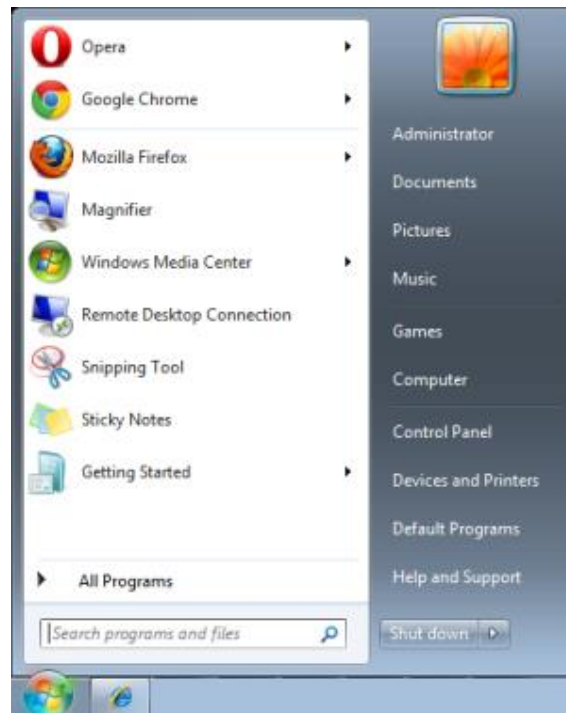 Opera
Google Chrome
Mozilla Firefox
Magnifier
Windows Media Center
Remote Desktop Connection
Snipping Tool
Sticky Notes
Getting Started
All Programs
Search programs and files
Administrator
Documents
Pictures
Music
Games
Computer
Control Panel
Devices and Printers
Default Programs
Help and Support
Shut down